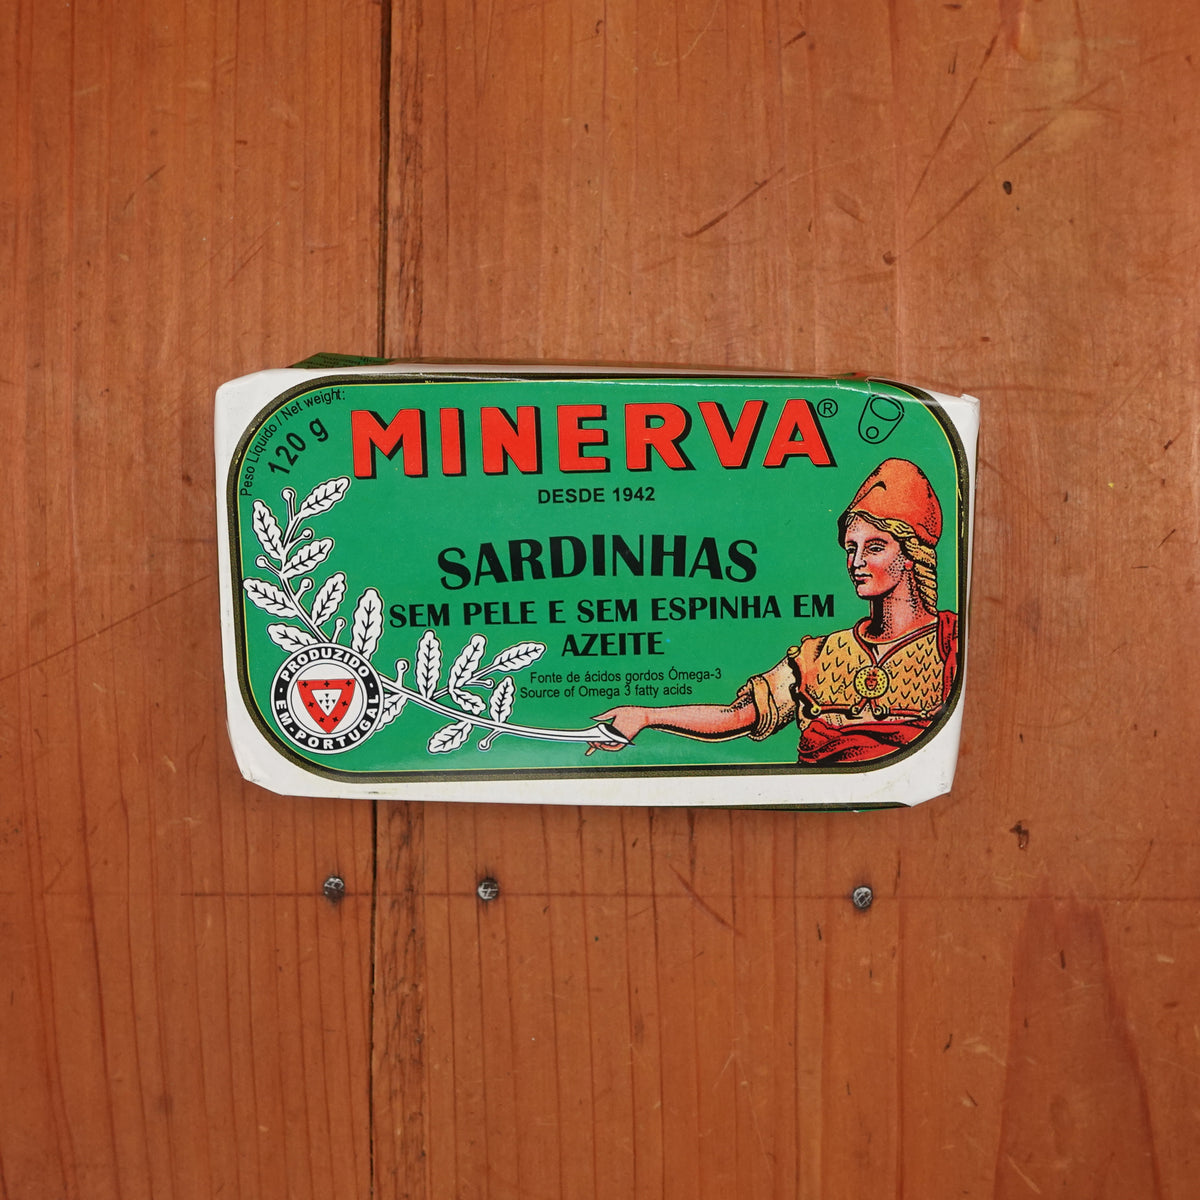 Peso Líquido / Net weight:
120 g
MINERVA®
DESDE 1942
SARDINHAS
SEM PELE E SEM ESPINHA EM
AZEITE
Fonte de ácidos gordos Ômega-3
Source of Omega 3 fatty acids
PRODUZIDO
EM·PORTUGAL